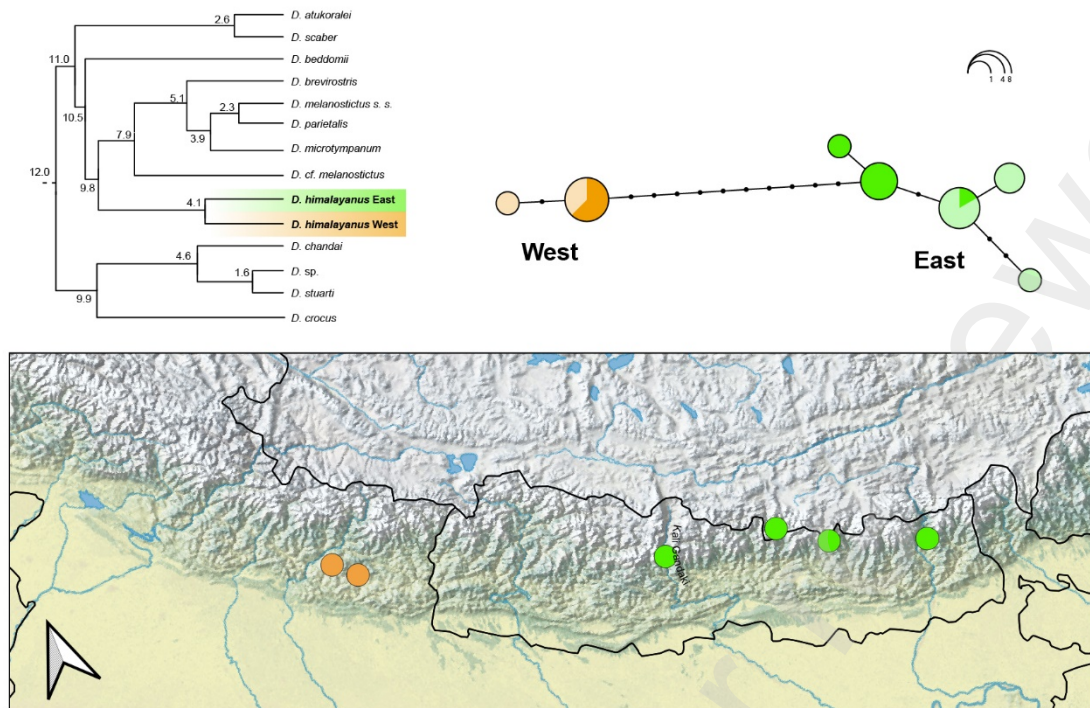 2.6
D. atukoralei
D. scaber
11.0
D. beddomii
D. brevirostris
5.1
2.3
D. melanostictus s. s.
10.5
D. parietalis
7.9
3.9
D. microtympanum
12.0
D. cf. melanostictus
9.8
4.1
D. himalayanus East
D. himalayanus West
D. chandai
4.6
D. sp.
1.6
D. stuarti
9.9
D. crocus
1 4 8
West
East
Kali Gandaki